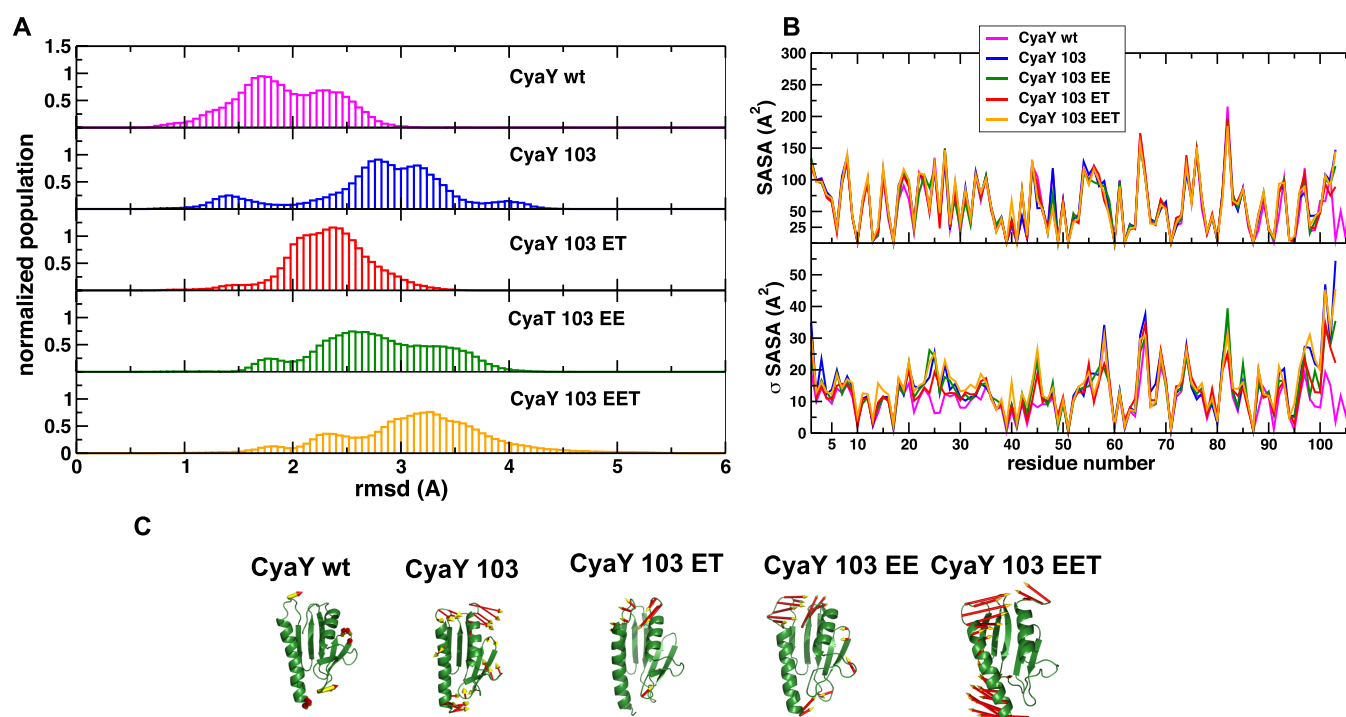 A
normalized population
1.5
1
0.5
CyaY wt
1
0.5
CyaY 103
1
0.5
CyaY 103 ET
1
0.5
CyaT 103 EE
1
0.5
0
CyaY 103 EET
0 1 2 3 4 5 6
rmsd (A)
B
CyaY wt
CyaY 103
CyaY 103 EE
CyaY 103 ET
CyaY 103 EET
SASA (A²)
300
250
200
150
100
50
25
σ SASA (A²)
50
40
30
20
10
0
5 10 20 30 40 50 60 70 80 90 100
residue number
C
CyaY wt CyaY 103 CyaY 103 ET CyaY 103 EE CyaY 103 EET